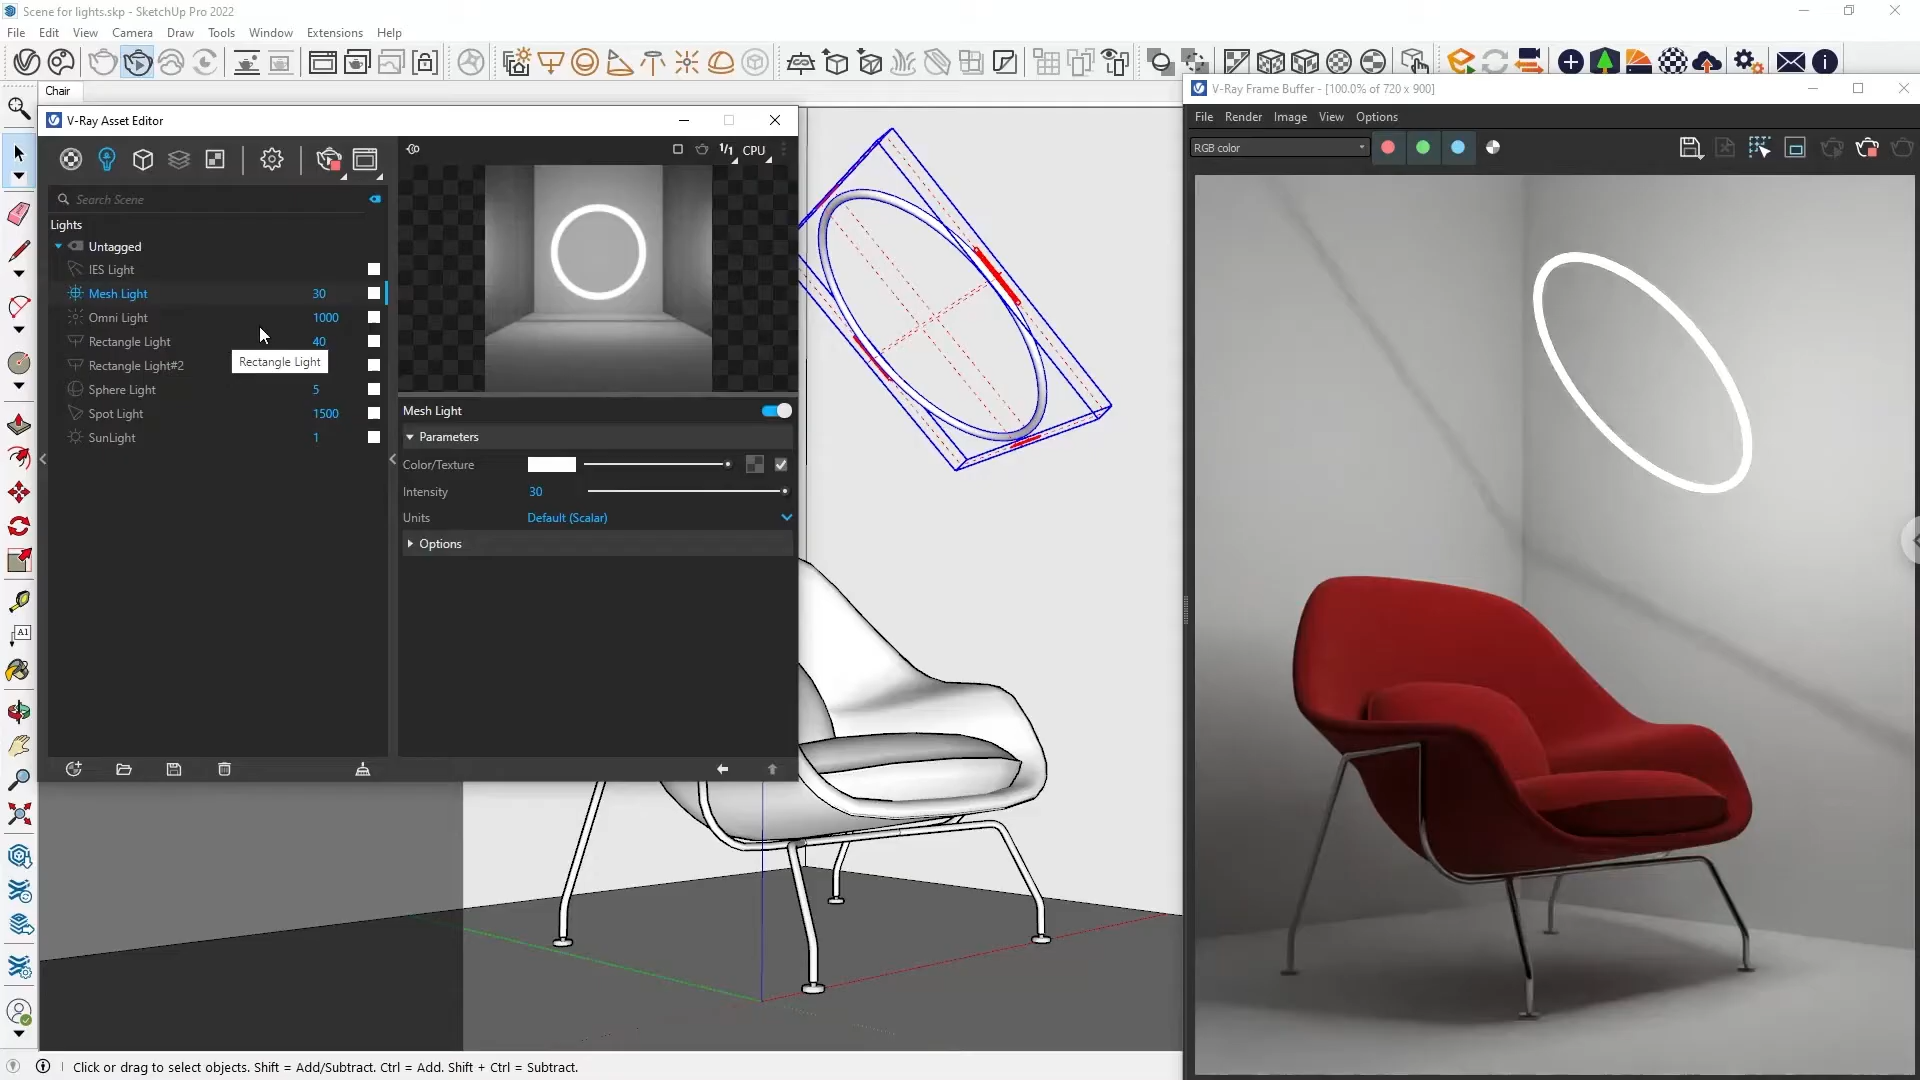 Scene for lights.skp - SketchUp Pro 2022
File Edit View Camera Draw Tools Window Extensions Help
Chair
V-Ray Asset Editor
1/1 CPU
Search Scene
Lights
Untagged
IES Light
Mesh Light 30
Omni Light 1000
Rectangle Light 40
Rectangle Light#2
Rectangle Light
Sphere Light 5
Spot Light 1500
SunLight 1
Mesh Light
Parameters
Color/Texture
Intensity 30
Units Default (Scalar)
Options
A1
V-Ray Frame Buffer - [100.0% of 720 x 900]
File Render Image View Options
RGB color
Click or drag to select objects. Shift = Add/Subtract. Ctrl = Add. Shift + Ctrl = Subtract.